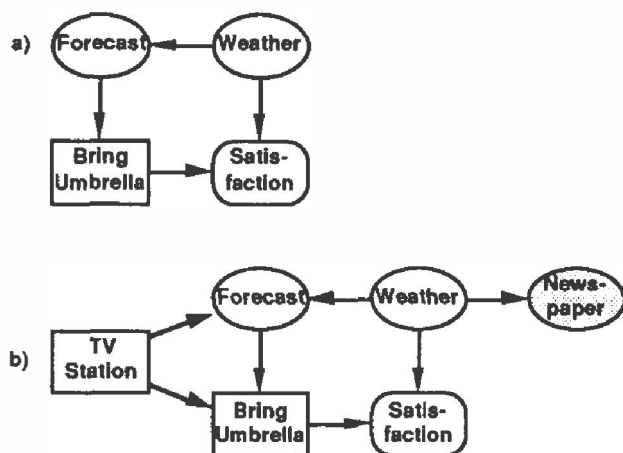 a)
Forecast
Weather
Bring
Umbrella
Satis-
faction
b)
Forecast
Weather
News-
paper
TV
Station
Bring
Umbrella
Satis-
faction